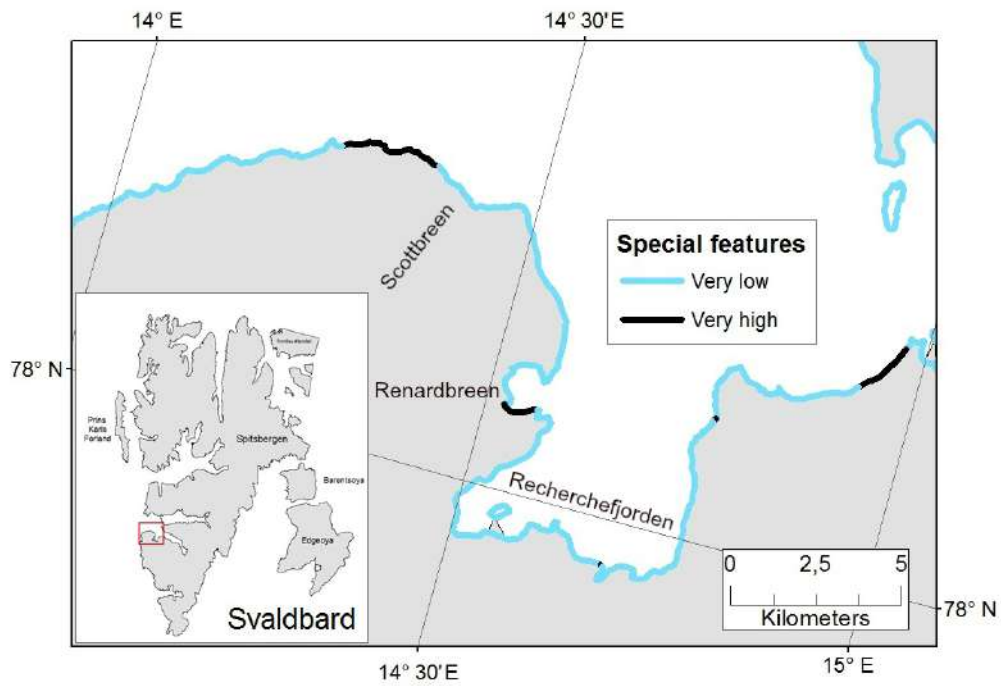 14° E
14° 30'E
Scottbreen
Special features
Very low
Very high
78° N
Renardbreen
Prins
Karls
Forland
Spitsbergen
Barentsøya
Edgeøya
Svaldbard
Recherchefjorden
0 2,5 5
Kilometers
78° N
14° 30'E
15° E